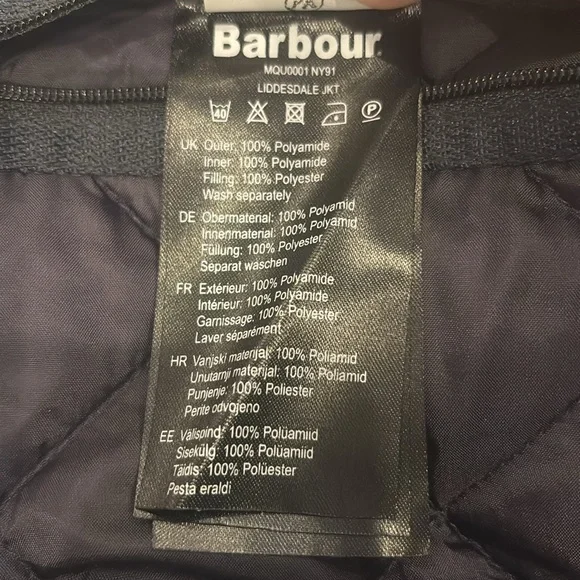 PA
Barbour
MQU0001 NY91
LIDDESDALE JKT
40 P
UK Outer: 100% Polyamide
Inner: 100% Polyamide
Filling: 100% Polyester
Wash separately
DE Obermaterial: 100% Polyamid
Innenmaterial: 100% Polyamid
Füllung: 100% Polyester
Separat waschen
FR Extérieur: 100% Polyamide
Intérieur: 100% Polyamide
Garnissage: 100% Polyester
Laver séparément
HR Vanjski materijal: 100% Poliamid
Unutarnji materijal: 100% Poliamid
Punjenje: 100% Poliester
Perite odvojeno
EE Välispind: 100% Polüamiid
Sisekülg: 100% Polüamiid
Täidis: 100% Polüester
Pesta eraldi